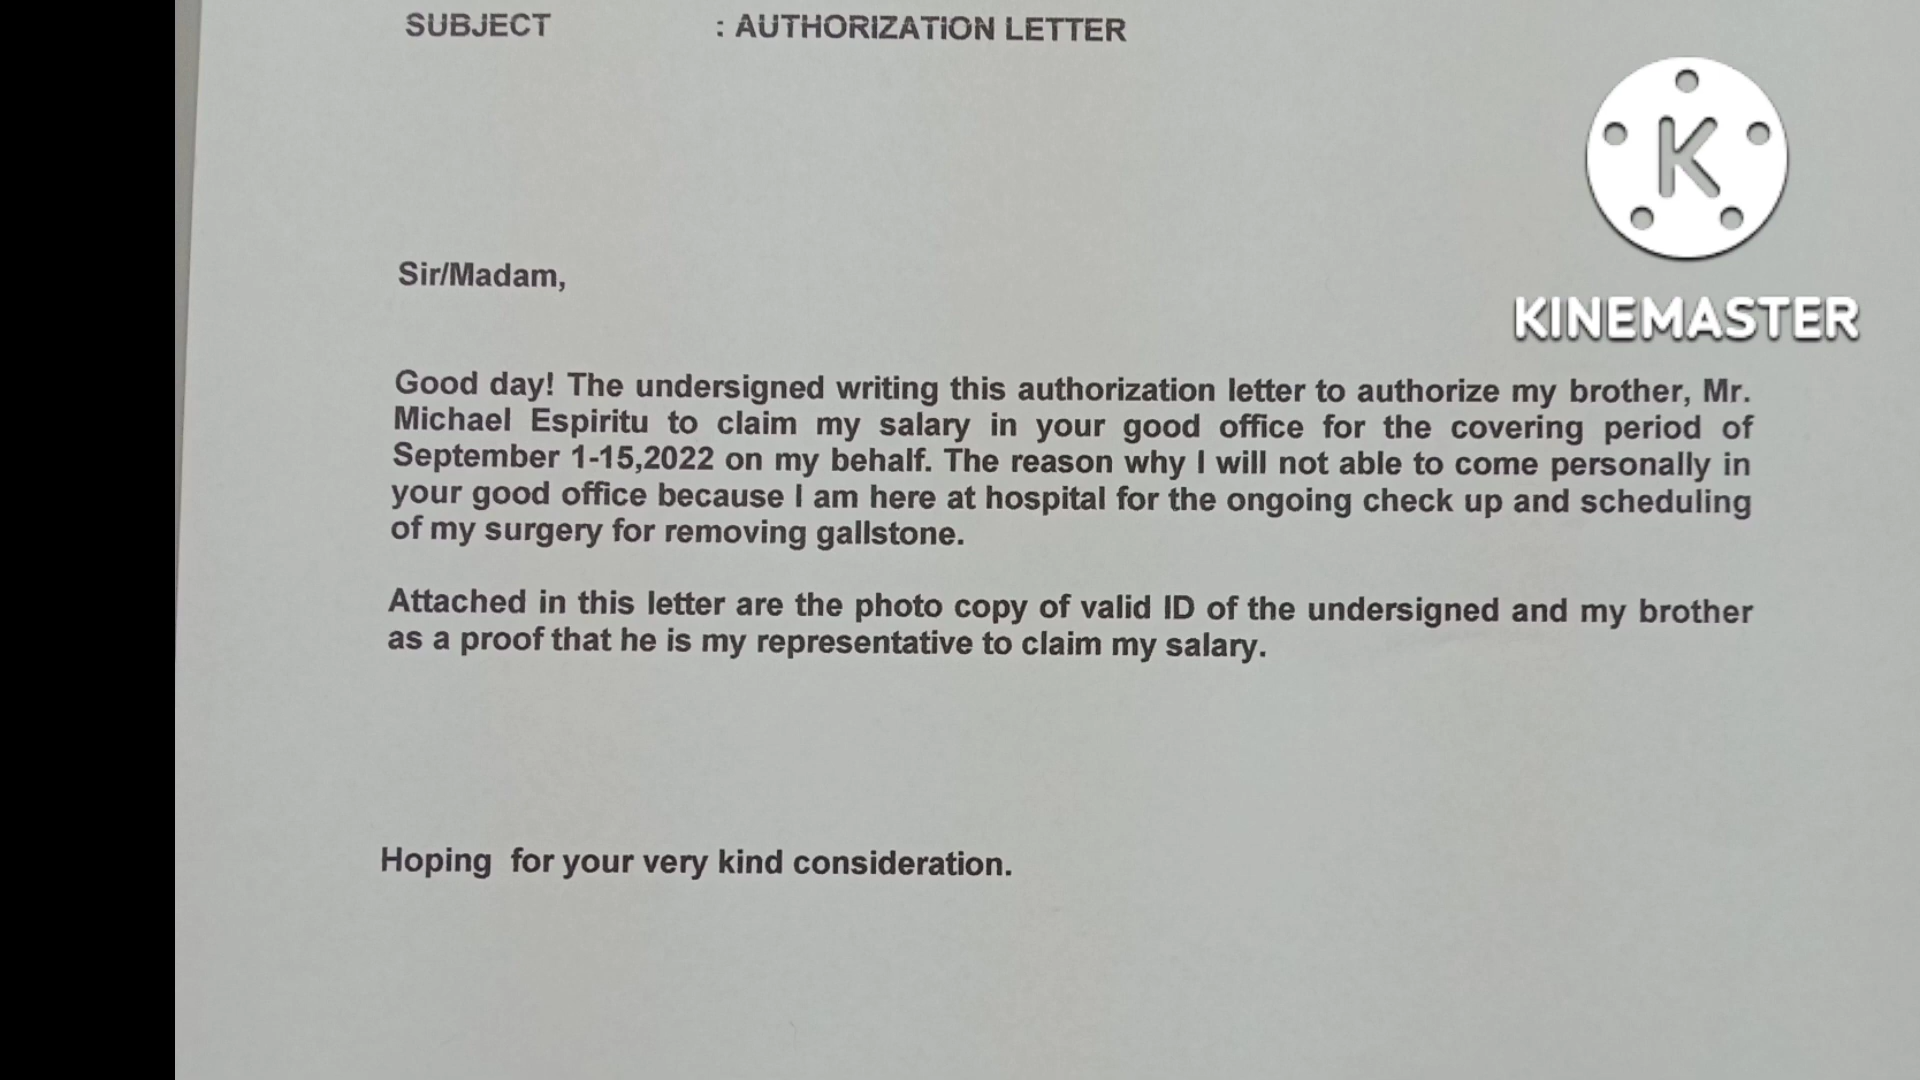 SUBJECT : AUTHORIZATION LETTER
K
KINEMASTER
Sir/Madam,
Good day! The undersigned writing this authorization letter to authorize my brother, Mr.
Michael Espiritu to claim my salary in your good office for the covering period of
September 1-15,2022 on my behalf. The reason why I will not able to come personally in
your good office because I am here at hospital for the ongoing check up and scheduling
of my surgery for removing gallstone.
Attached in this letter are the photo copy of valid ID of the undersigned and my brother
as a proof that he is my representative to claim my salary.
Hoping for your very kind consideration.